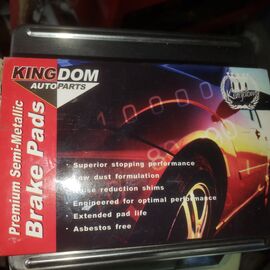 KINGDOM
AUTOPARTS
Premium Semi-Metallic
Brake Pads
10000
• Superior stopping performance
• Low dust formulation
• Noise reduction shims
• Engineered for optimal performance
• Extended pad life
• Asbestos free